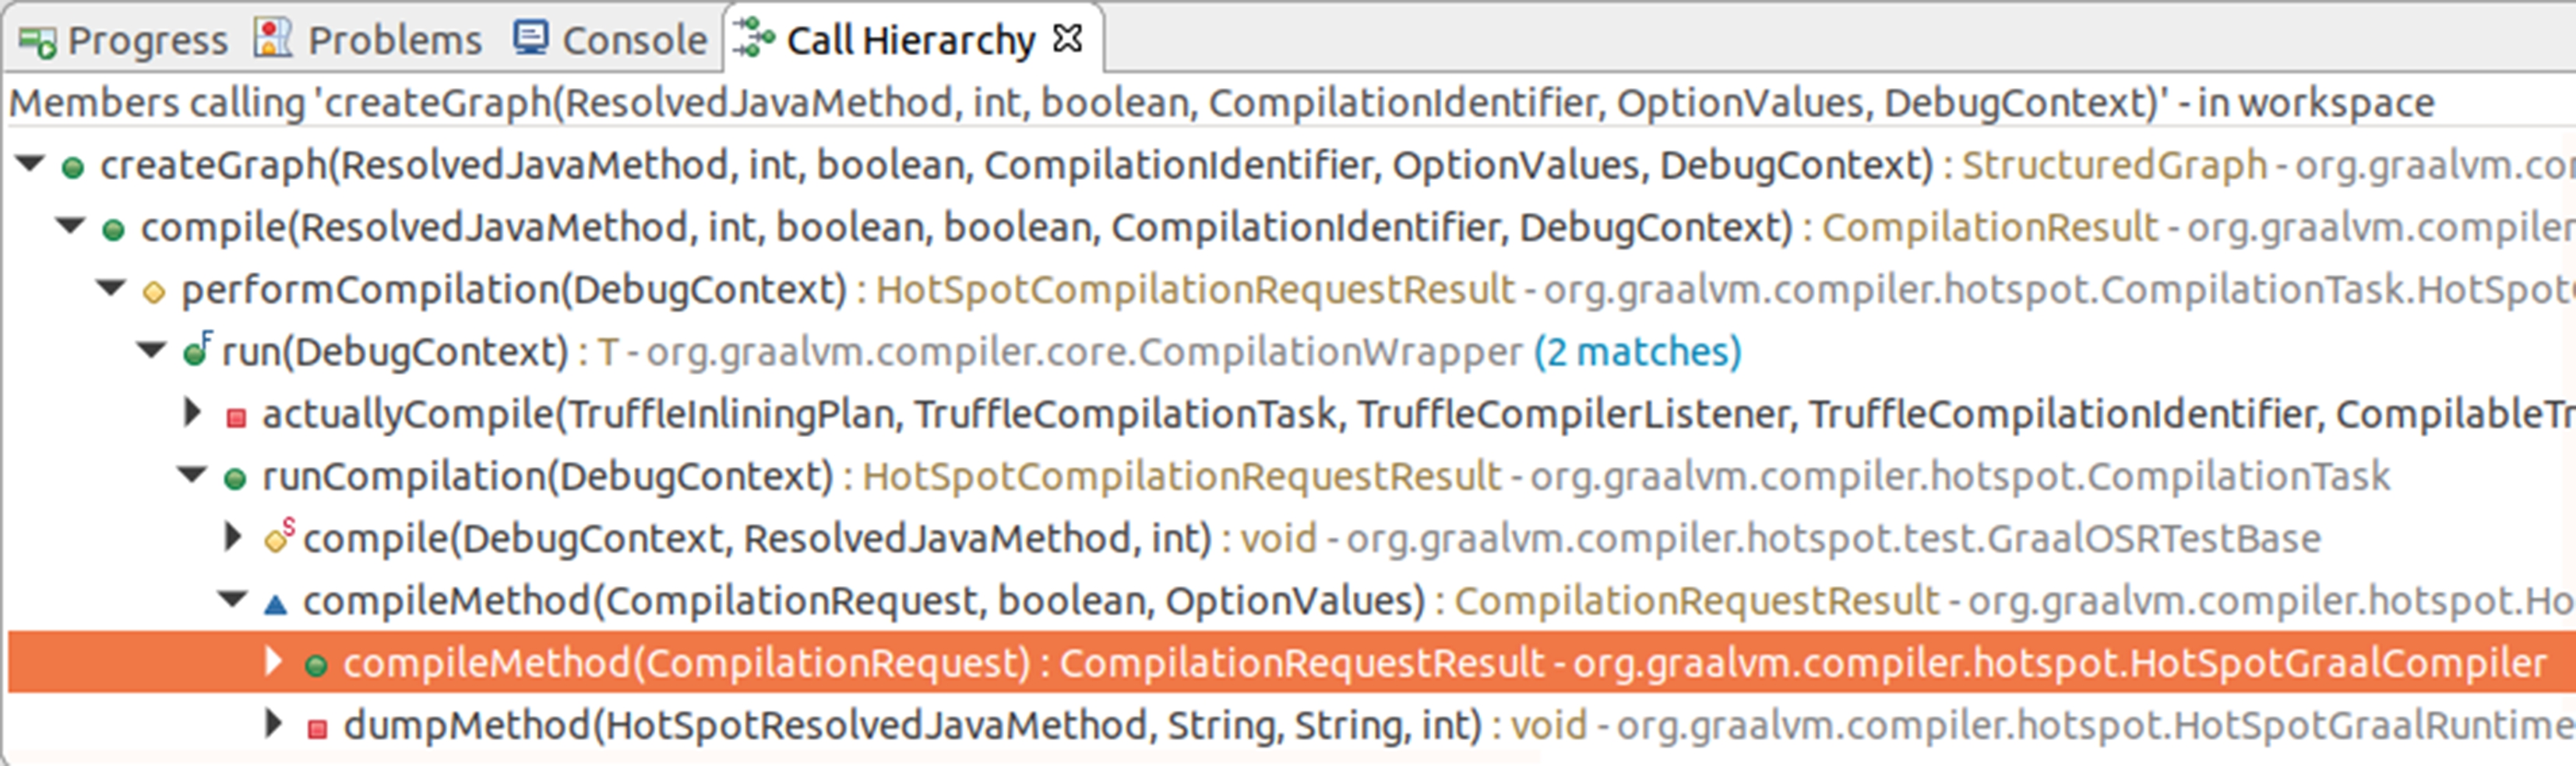 Progress Problems Console Call Hierarchy
Members calling 'createGraph(ResolvedJavaMethod, int, boolean, CompilationIdentifier, OptionValues, DebugContext)' - in workspace
createGraph(ResolvedJavaMethod, int, boolean, CompilationIdentifier, OptionValues, DebugContext) : StructuredGraph - org.graalvm.co
compile(ResolvedJavaMethod, int, boolean, boolean, CompilationIdentifier, DebugContext) : CompilationResult - org.graalvm.compiler
performCompilation(DebugContext) : HotSpotCompilationRequestResult - org.graalvm.compiler.hotspot.CompilationTask.HotSpot
run(DebugContext) : T - org.graalvm.compiler.core.CompilationWrapper (2 matches)
actuallyCompile(TruffleInliningPlan, TruffleCompilationTask, TruffleCompilerListener, TruffleCompilationIdentifier, CompilableTr
runCompilation(DebugContext) : HotSpotCompilationRequestResult - org.graalvm.compiler.hotspot.CompilationTask
compile(DebugContext, ResolvedJavaMethod, int) : void - org.graalvm.compiler.hotspot.test.GraalOSRTestBase
compileMethod(CompilationRequest, boolean, OptionValues) : CompilationRequestResult - org.graalvm.compiler.hotspot.Ho
compileMethod(CompilationRequest) : CompilationRequestResult - org.graalvm.compiler.hotspot.HotSpotGraalCompiler
dumpMethod(HotSpotResolvedJavaMethod, String, String, int) : void - org.graalvm.compiler.hotspot.HotSpotGraalRuntime